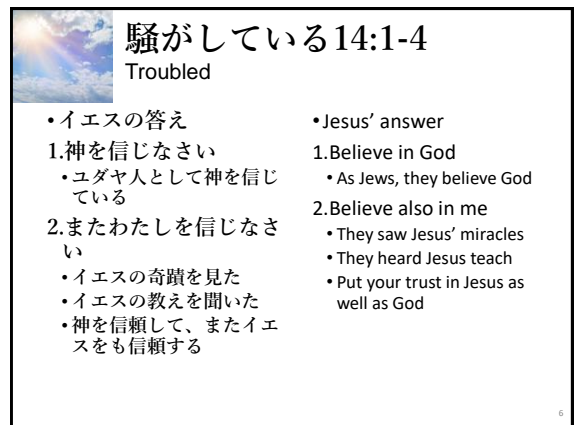 騒がしている14:1-4
Troubled
•イエスの答え
1.神を信じなさい
•ユダヤ人として神を信じ
ている
2.またわたしを信じなさ
い
•イエスの奇蹟を見た
•イエスの教えを聞いた
•神を信頼して、またイエ
スをも信頼する
•Jesus' answer
1.Believe in God
•As Jews, they believe God
2.Believe also in me
•They saw Jesus' miracles
•They heard Jesus teach
•Put your trust in Jesus as
well as God
6